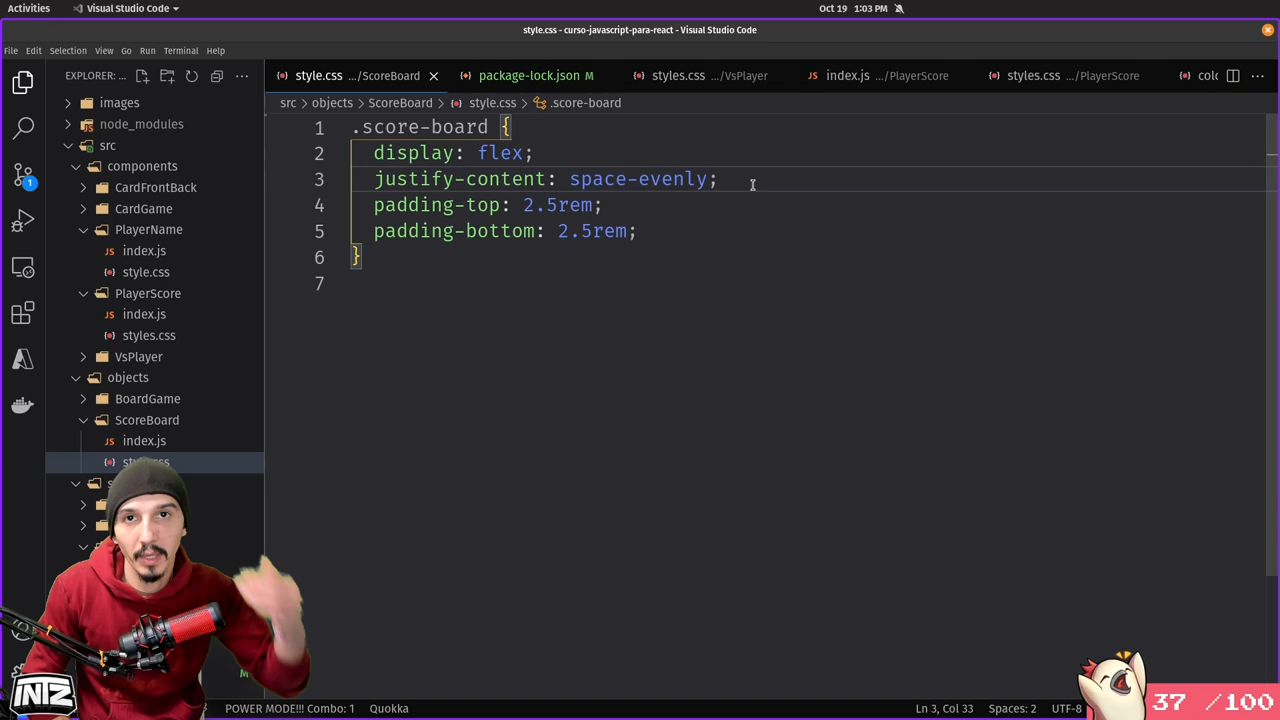 Activities
Visual Studio Code
Oct 19 1:03 PM
style.css - curso-javascript-para-react - Visual Studio Code
File Edit Selection View Go Run Terminal Help
EXPLORER: ...
style.css .../ScoreBoard
package-lock.json M
styles.css .../VsPlayer
index.js .../PlayerScore
styles.css .../PlayerScore
src > objects > ScoreBoard > style.css > .score-board
images
node_modules
src
components
CardFrontBack
CardGame
PlayerName
index.js
style.css
PlayerScore
index.js
styles.css
VsPlayer
objects
BoardGame
ScoreBoard
index.js
style.css
1
1 .score-board {
2 display: flex;
3 justify-content: space-evenly;
4 padding-top: 2.5rem;
5 padding-bottom: 2.5rem;
6 }
7
M
INTZ
POWER MODE!!! Combo: 1
Quokka
Ln 3, Col 33
Spaces: 2
UTF-8
37 /100